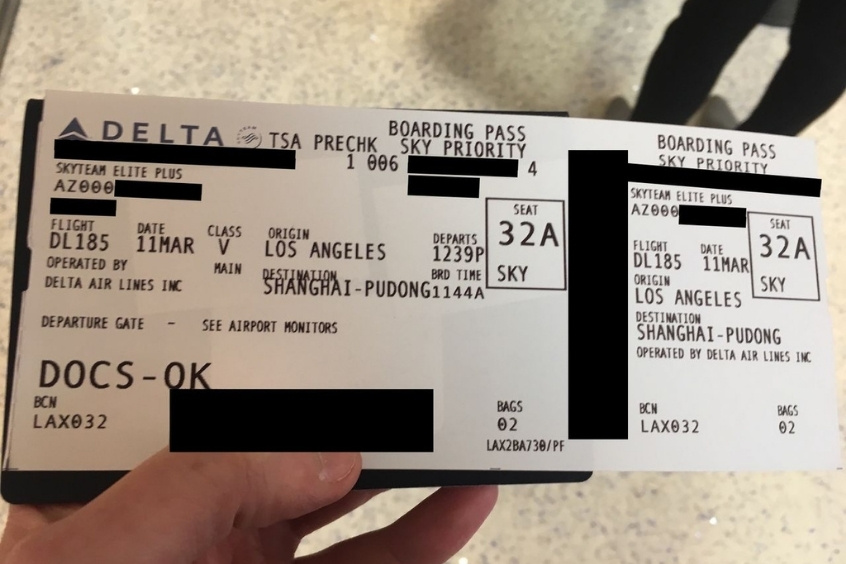 DELTA TSA PRECHK BOARDING PASS
SKY PRIORITY
1 006 4
SKYTEAM ELITE PLUS
AZ000
FLIGHT DATE CLASS ORIGIN DEPARTS SEAT
DL185 11MAR V LOS ANGELES 1239P 32A
OPERATED BY MAIN DESTINATION BRD TIME SKY
DELTA AIR LINES INC SHANGHAI-PUDONG 1144A
DEPARTURE GATE - SEE AIRPORT MONITORS
DOCS-OK
BCN BAGS
LAX032 02
LAX2BA730/PF
BOARDING PASS
SKY PRIORITY
SKYTEAM ELITE PLUS
AZ000
SEAT
32A
SKY
FLIGHT DATE
DL185 11MAR
ORIGIN
LOS ANGELES
DESTINATION
SHANGHAI-PUDONG
OPERATED BY DELTA AIR LINES INC
BCN BAGS
LAX032 02